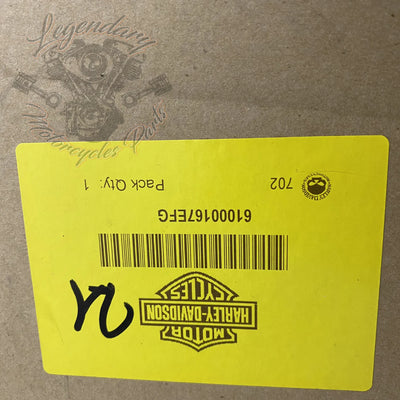 Legendary
Motorcycles Parts
702
Pack Qty: 1
61000167EFG
MOTOR
HARLEY-DAVIDSON
CYCLES